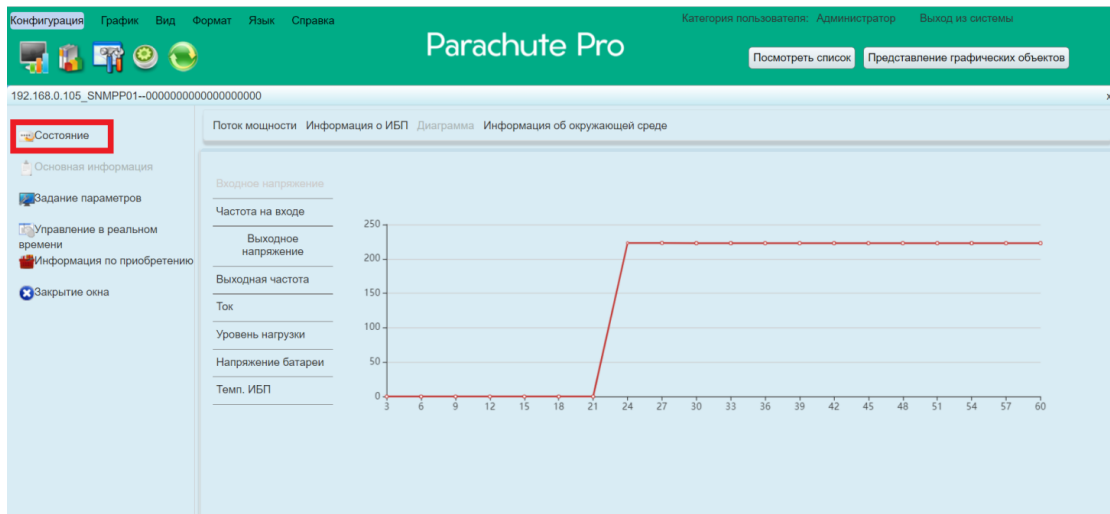 Конфигурация График Вид Формат Язык Справка
Категория пользователя: Администратор Выход из системы
Parachute Pro
Посмотреть список Представление графических объектов
192.168.0.105_SNMPP01--0000000000000000000
Состояние
Основная информация
Задание параметров
Управление в реальном
времени
Информация по приобретению
Закрытие окна
Поток мощности Информация о ИБП Диаграмма Информация об окружающей среде
Входное напряжение
Частота на входе
Выходное
напряжение
Выходная частота
Ток
Уровень нагрузки
Напряжение батареи
Темп. ИБП
250
200
150
100
50
0
3 6 9 12 15 18 21 24 27 30 33 36 39 42 45 48 51 54 57 60